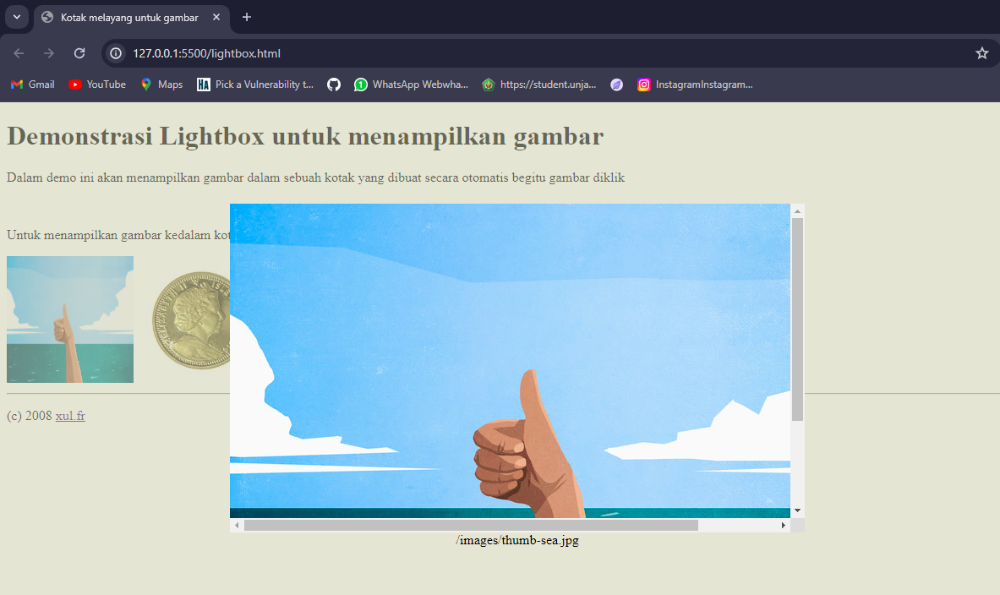 Kotak melayang untuk gambar
127.0.0.1:5500/lightbox.html
Gmail YouTube Maps HA Pick a Vulnerability t... 1 WhatsApp Webwha... https://student.unja... InstagramInstagram...
Demonstrasi Lightbox untuk menampilkan gambar
Dalam demo ini akan menampilkan gambar dalam sebuah kotak yang dibuat secara otomatis begitu gambar diklik
Untuk menampilkan gambar kedalam kot
(c) 2008 xul.fr
/images/thumb-sea.jpg